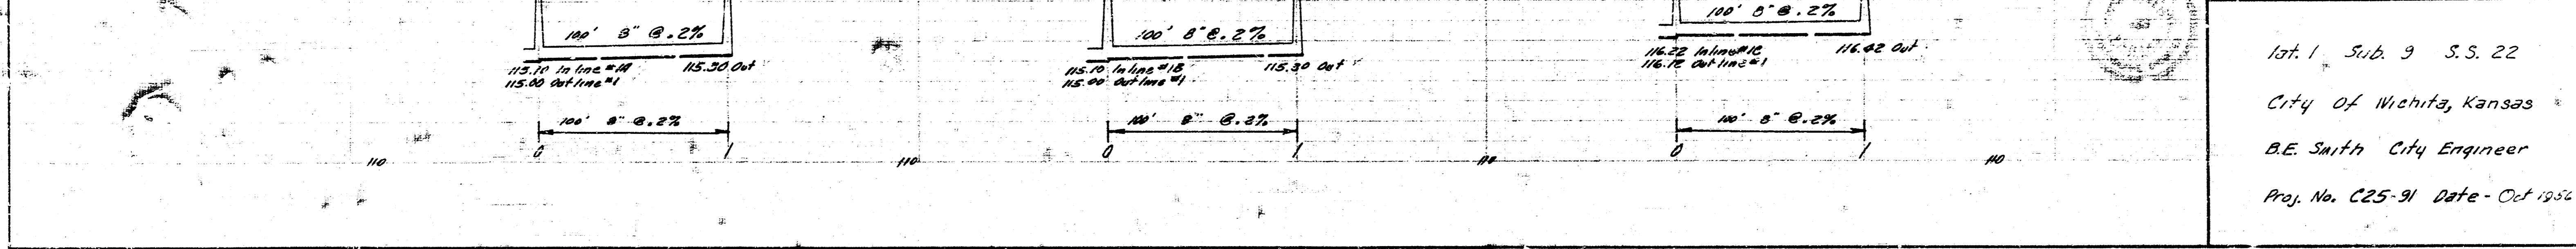 100' 8" @ .2%
115.10 In line #1A 115.30 Out
115.00 Out line #1
100' 8" @ .2%
0 1
100' 8" @ .2%
115.10 In line #1B 115.30 Out
115.00 Out line #1
100' 8" @ .2%
0 1
100' 8" @ .2%
116.22 In line #1C 116.42 Out
116.12 Out line #1
100' 8" @ .2%
0 1
110 110 110 110
Lat. 1 Sub. 9 S.S. 22
City Of Wichita, Kansas
B.E. Smith City Engineer
Proj. No. C25-91 Date - Oct 1956